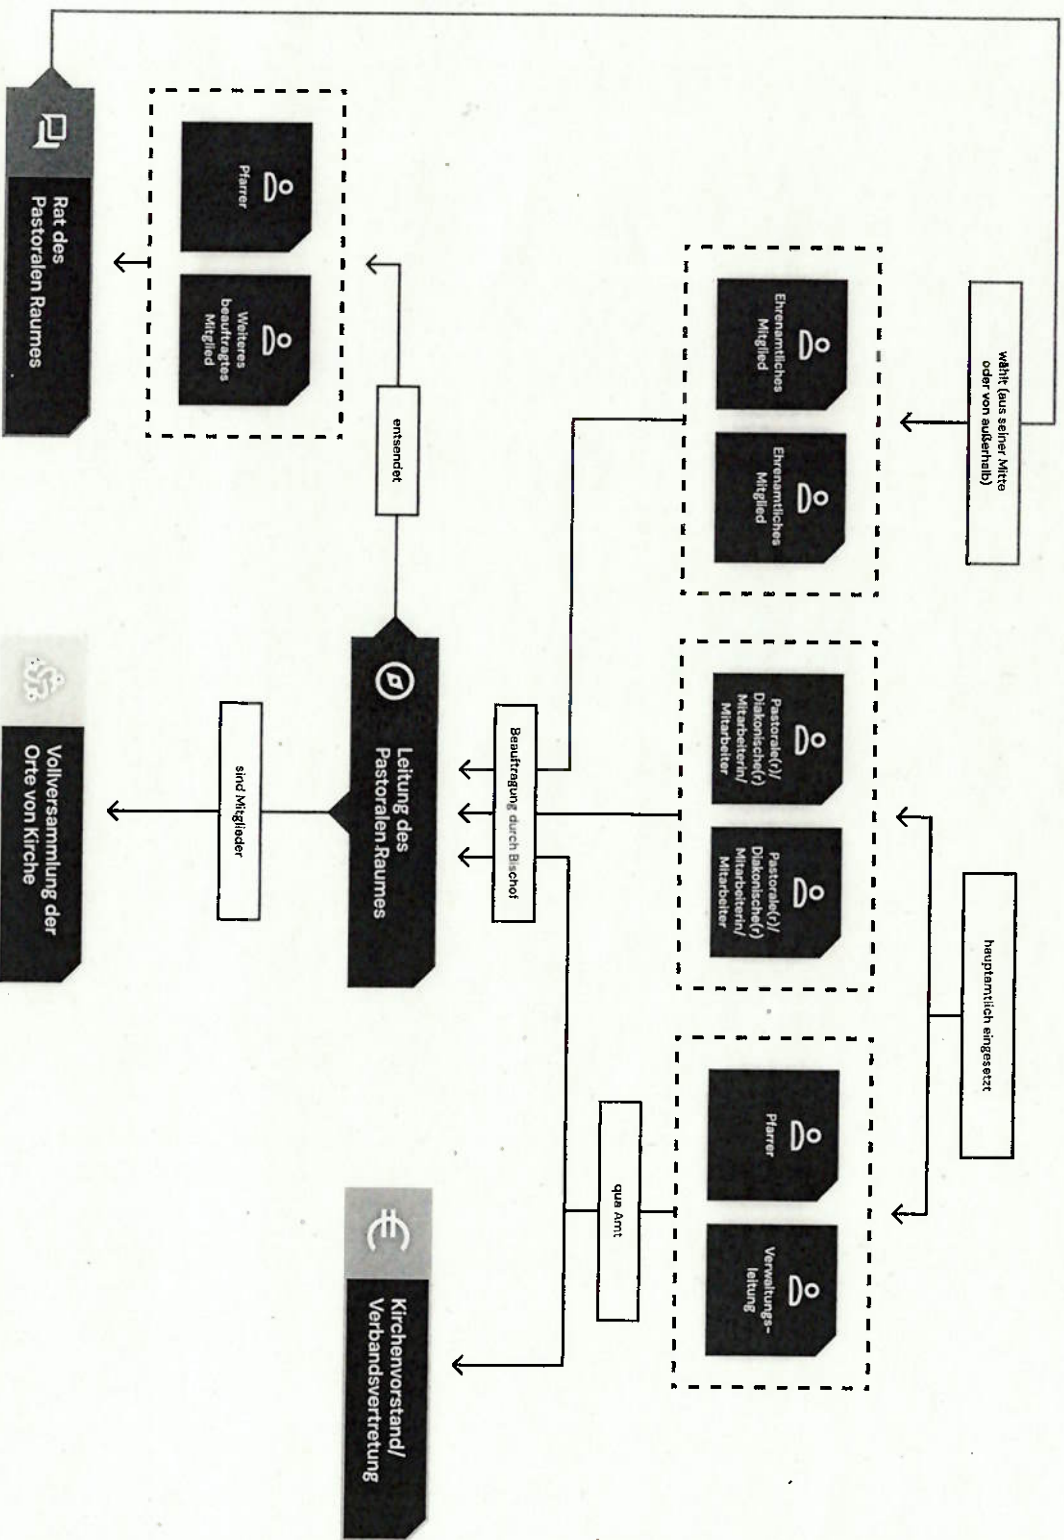 wählt (aus seiner Mitte
oder von außerhalb)
hauptamtlich eingesetzt
Ehrenamtliches
Mitglied
Ehrenamtliches
Mitglied
Pastorale(r)/
Diakonische(r)
Mitarbeiterin/
Mitarbeiter
Pastorale(r)/
Diakonische(r)
Mitarbeiterin/
Mitarbeiter
Pfarrer
Verwaltungs-
leitung
qua Amt
Beauftragung durch Bischof
entsendet
Leitung des
Pastoralen Raumes
Kirchenvorstand/
Verbandsvertretung
Pfarrer
Weiteres
beauftragtes
Mitglied
sind Mitglieder
Rat des
Pastoralen Raumes
Vollversammlung der
Orte von Kirche